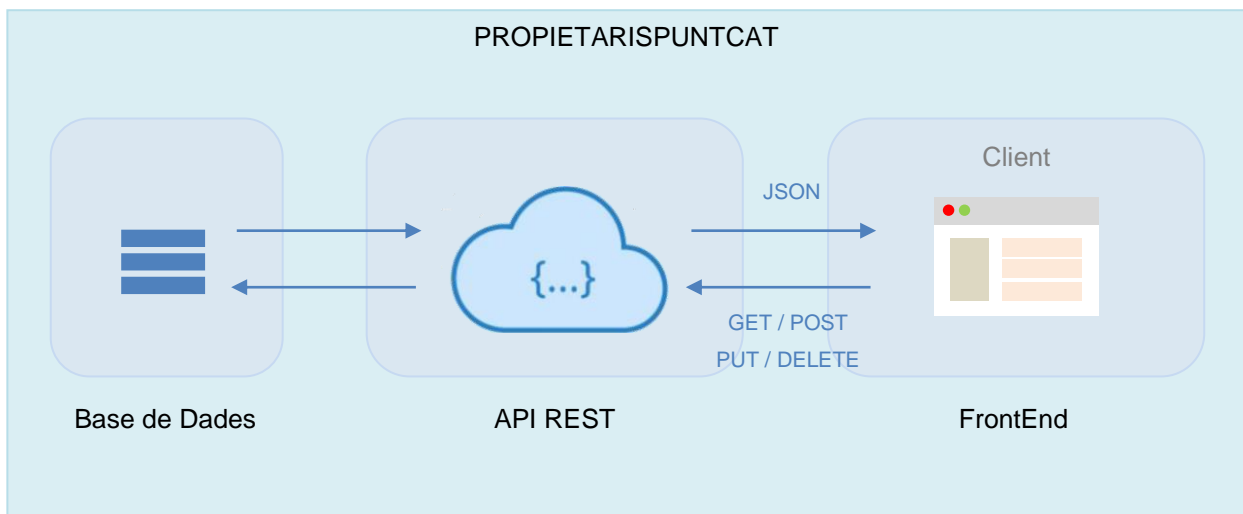 PROPIETARISPUNTCAT
Client
JSON
{...}
GET / POST
PUT / DELETE
Base de Dades
API REST
FrontEnd